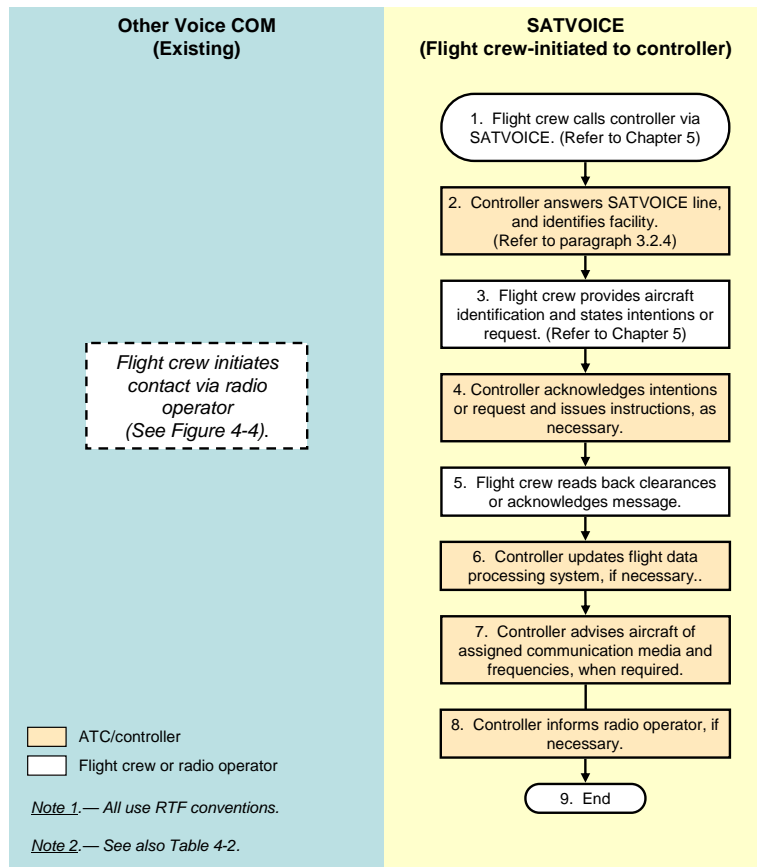 Other Voice COM
(Existing)
SATVOICE
(Flight crew-initiated to controller)
1. Flight crew calls controller via
SATVOICE. (Refer to Chapter 5)
2. Controller answers SATVOICE line,
and identifies facility.
(Refer to paragraph 3.2.4)
3. Flight crew provides aircraft
identification and states intentions or
request. (Refer to Chapter 5)
Flight crew initiates
contact via radio
operator
(See Figure 4-4).
4. Controller acknowledges intentions
or request and issues instructions, as
necessary.
5. Flight crew reads back clearances
or acknowledges message.
6. Controller updates flight data
processing system, if necessary..
7. Controller advises aircraft of
assigned communication media and
frequencies, when required.
8. Controller informs radio operator, if
necessary.
9. End
ATC/controller
Flight crew or radio operator
Note 1.— All use RTF conventions.
Note 2.— See also Table 4-2.